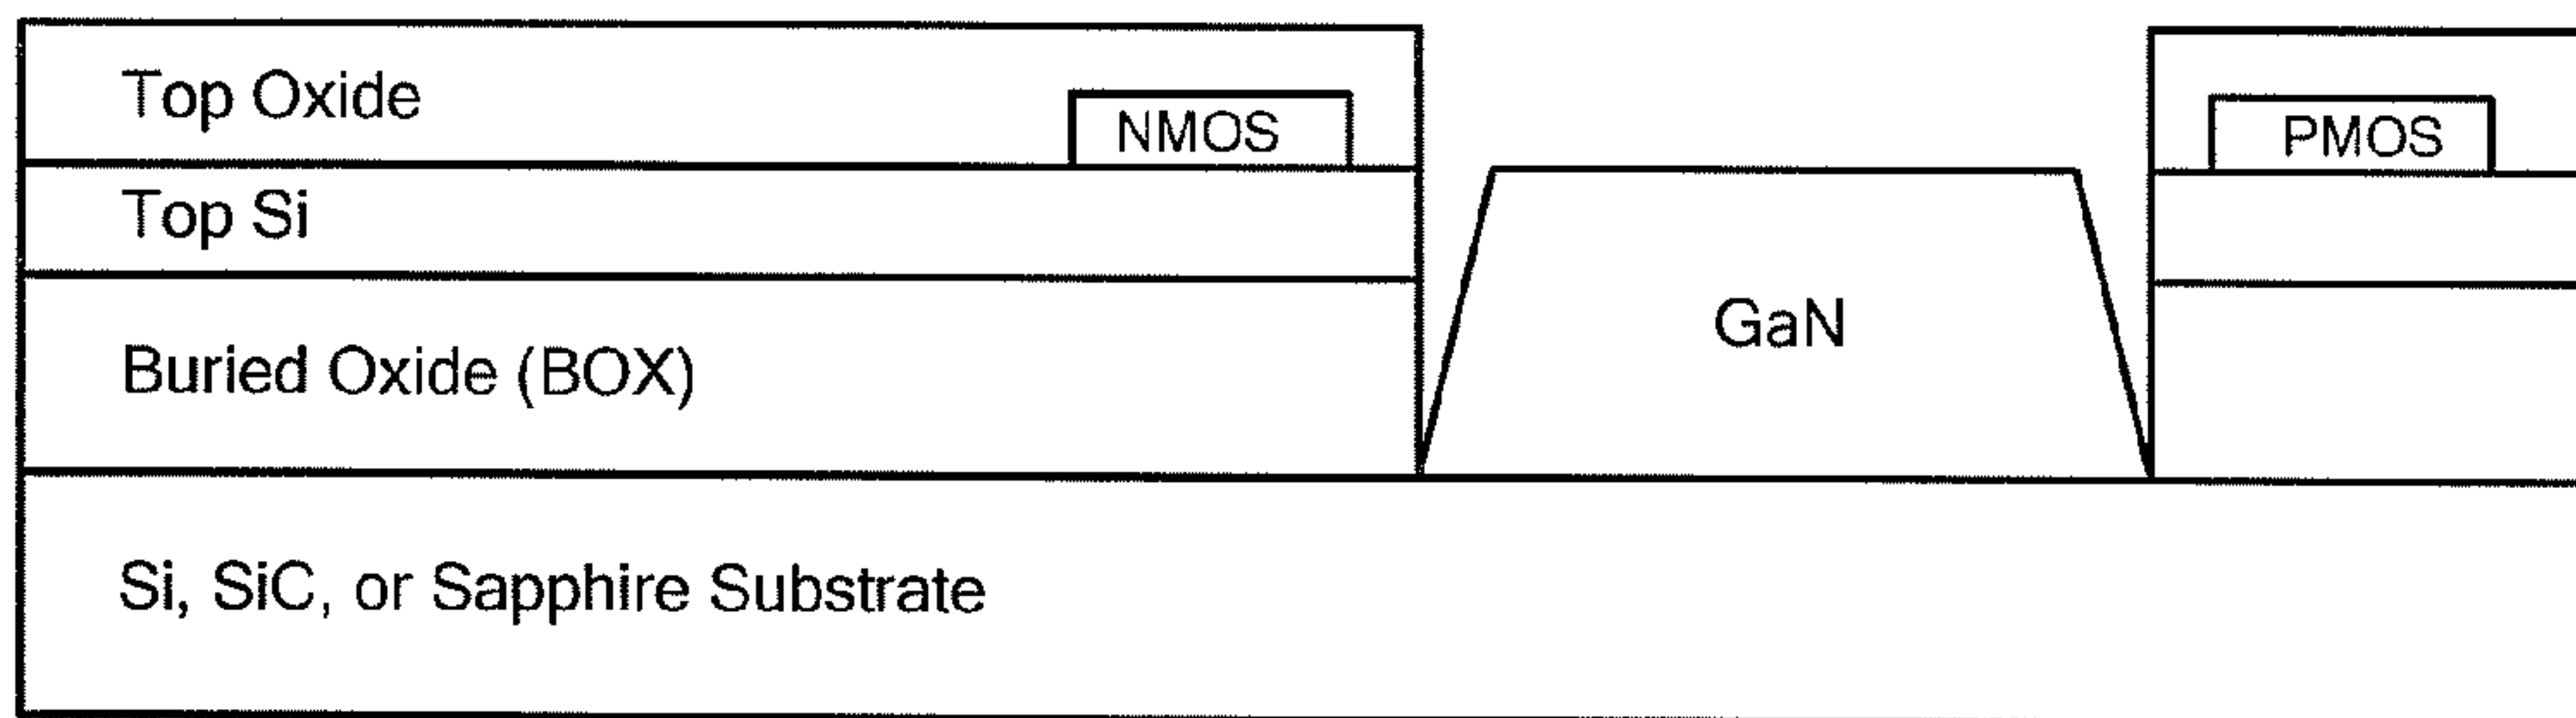 Top Oxide
NMOS
PMOS
Top Si
GaN
Buried Oxide (BOX)
Si, SiC, or Sapphire Substrate